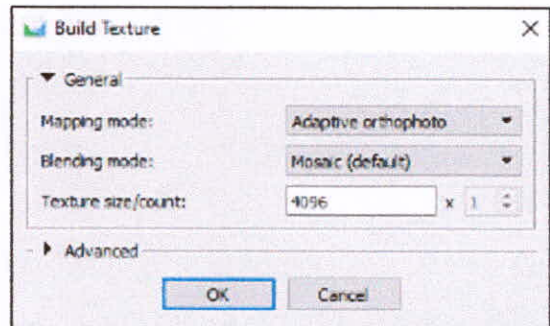 Build Texture
General
Mapping mode: Adaptive orthophoto
Blending mode: Mosaic (default)
Texture size/count: 4096 x 1
Advanced
OK Cancel